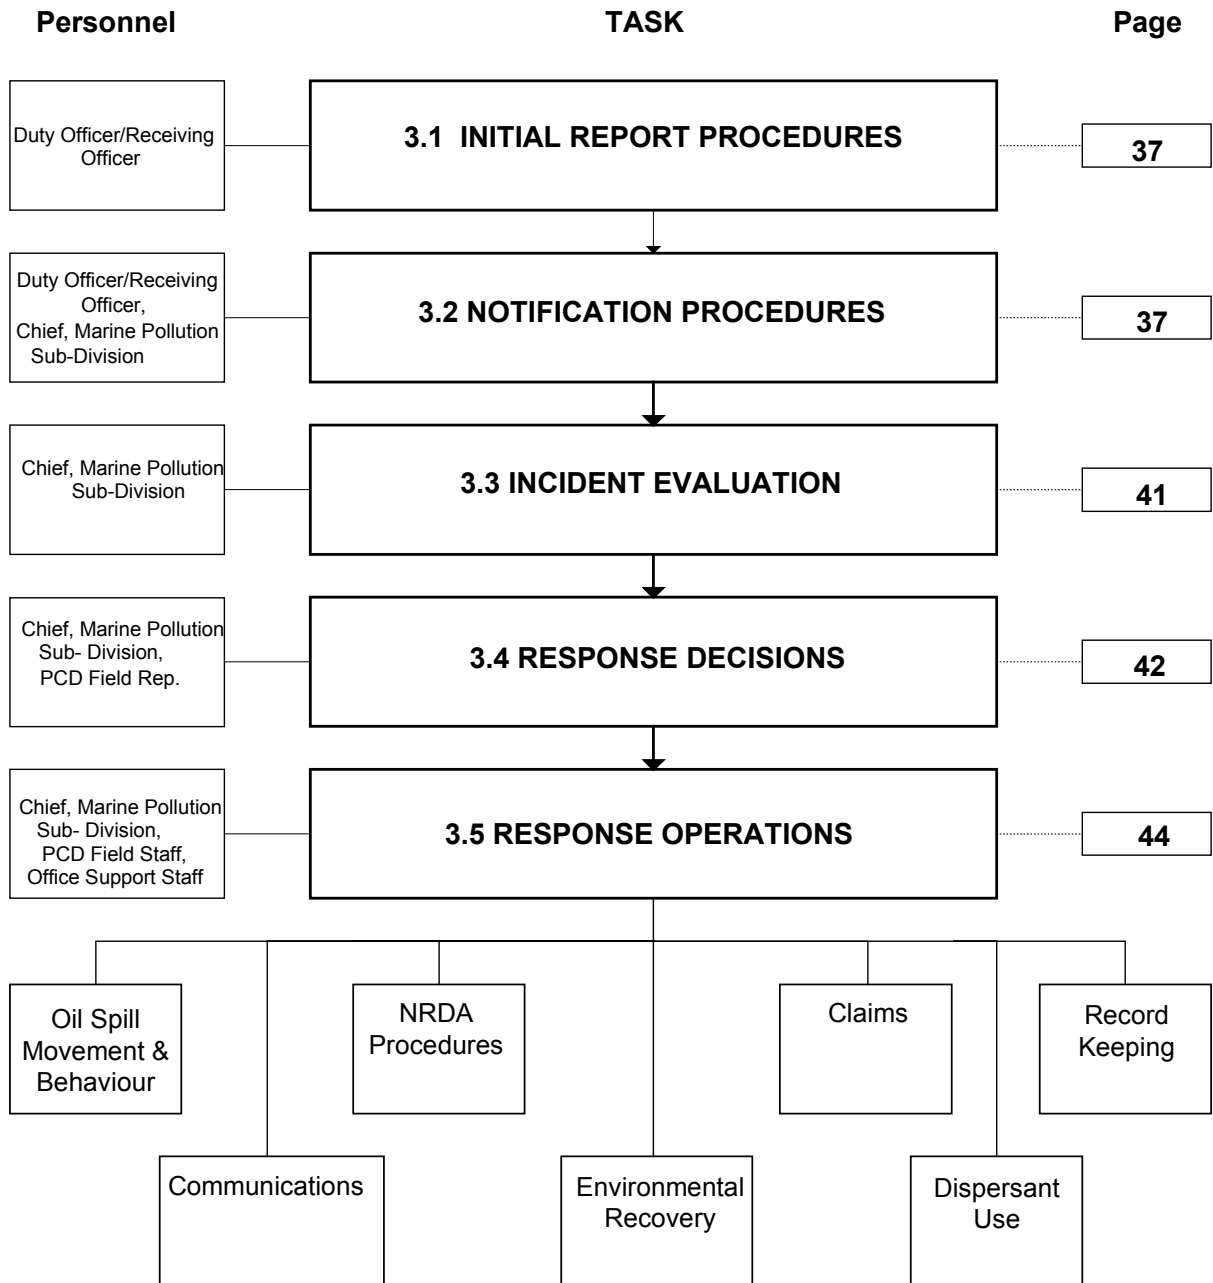 Personnel TASK Page
Duty Officer/Receiving
Officer
3.1 INITIAL REPORT PROCEDURES
37
Duty Officer/Receiving
Officer,
Chief, Marine Pollution
Sub-Division
3.2 NOTIFICATION PROCEDURES
37
Chief, Marine Pollution
Sub-Division
3.3 INCIDENT EVALUATION
41
Chief, Marine Pollution
Sub- Division,
PCD Field Rep.
3.4 RESPONSE DECISIONS
42
Chief, Marine Pollution
Sub- Division,
PCD Field Staff,
Office Support Staff
3.5 RESPONSE OPERATIONS
44
Oil Spill
Movement &
Behaviour
NRDA
Procedures
Claims
Record
Keeping
Communications
Environmental
Recovery
Dispersant
Use